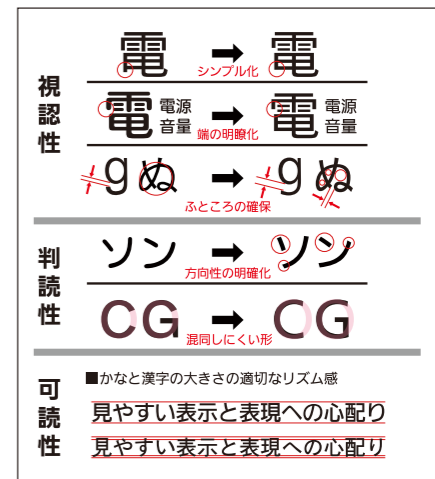 視認性
電 ➡ 電
シンプル化
電 電源 音量 ➡ 電 電源 音量
端の明瞭化
g ぬ ➡ g ぬ
ふところの確保
判読性
ソン ➡ ソン
方向性の明確化
CG ➡ CG
混同しにくい形
可読性
■かなと漢字の大きさの適切なリズム感
見やすい表示と表現への心配り
見やすい表示と表現への心配り